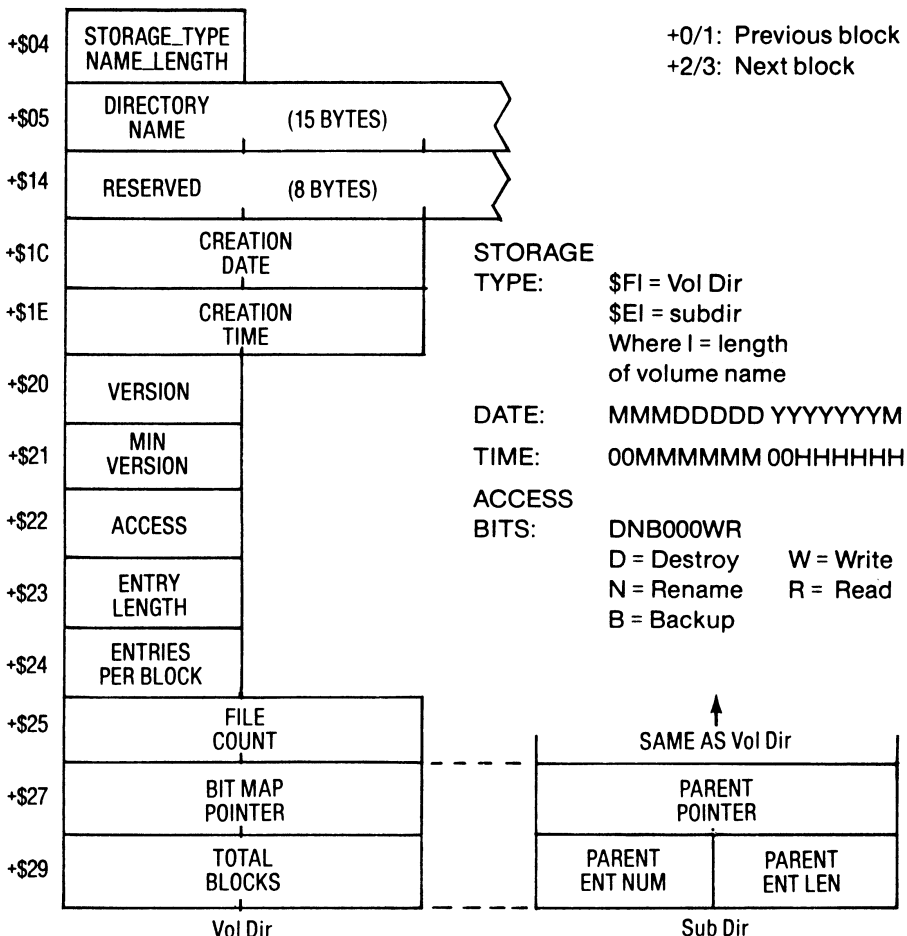 +$04
STORAGE_TYPE
NAME_LENGTH
+0/1: Previous block
+2/3: Next block
+$05
DIRECTORY
NAME
(15 BYTES)
+$14
RESERVED
(8 BYTES)
+$1C
CREATION
DATE
+$1E
CREATION
TIME
+$20
VERSION
+$21
MIN
VERSION
+$22
ACCESS
+$23
ENTRY
LENGTH
+$24
ENTRIES
PER BLOCK
+$25
FILE
COUNT
+$27
BIT MAP
POINTER
+$29
TOTAL
BLOCKS
Vol Dir
STORAGE
TYPE: $Fl = Vol Dir
$El = subdir
Where l = length
of volume name
DATE: MMMDDDDD YYYYYYYM
TIME: 00MMMMMM 00HHHHHH
ACCESS
BITS: DNB000WR
D = Destroy W = Write
N = Rename R = Read
B = Backup
SAME AS Vol Dir
PARENT
POINTER
PARENT
ENT NUM
PARENT
ENT LEN
Sub Dir